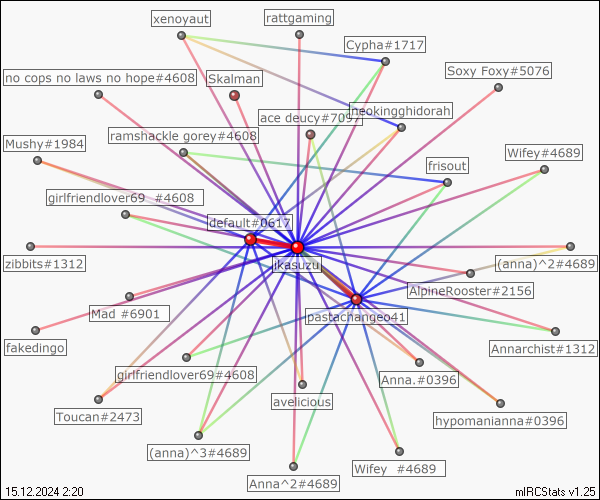 xenoyaut
rattgaming
Cypha#1717
no cops no laws no hope#4608
Skalman
Soxy Foxy#5076
ace deucy#7097
neokingghidorah
Mushy#1984
ramshackle gorey#4608
frisout
Wifey#4689
girlfriendlover69 #4608
default#0617
zibbits#1312
jkasuzu
(anna)^2#4689
Mad #6901
AlpineRooster#2156
fakedingo
pastachangeo41
Annarchist#1312
girlfriendlover69#4608
Anna.#0396
Toucan#2473
avelicious
hypomanianna#0396
(anna)^3#4689
Anna^2#4689
Wifey #4689
15.12.2024 2:20
mIRCStats v1.25